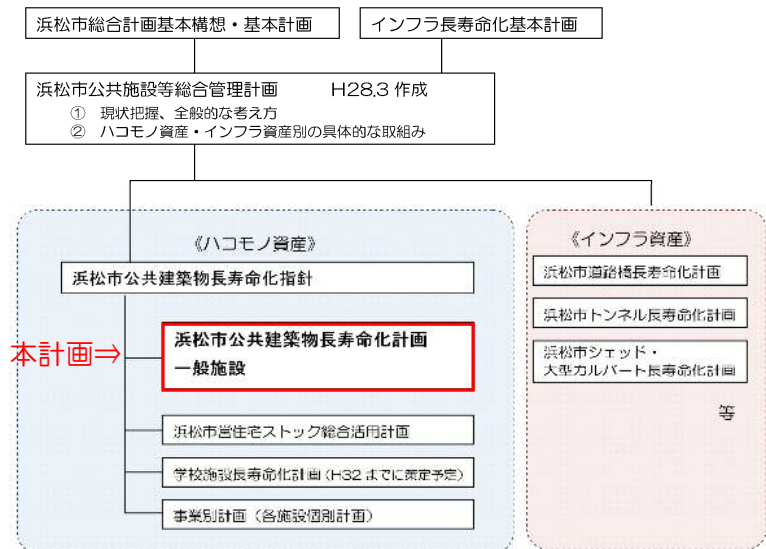 浜松市総合計画基本構想・基本計画
インフラ長寿命化基本計画
浜松市公共施設等総合管理計画　　H28.3 作成
①　現状把握、全般的な考え方
②　ハコモノ資産・インフラ資産別の具体的な取組み
《ハコモノ資産》
浜松市公共建築物長寿命化指針
本計画⇒
浜松市公共建築物長寿命化計画
一般施設
浜松市営住宅ストック総合活用計画
学校施設長寿命化計画（H32 までに策定予定）
事業別計画（各施設個別計画）
《インフラ資産》
浜松市道路橋長寿命化計画
浜松市トンネル長寿命化計画
浜松市シェッド・
大型カルバート長寿命化計画
等